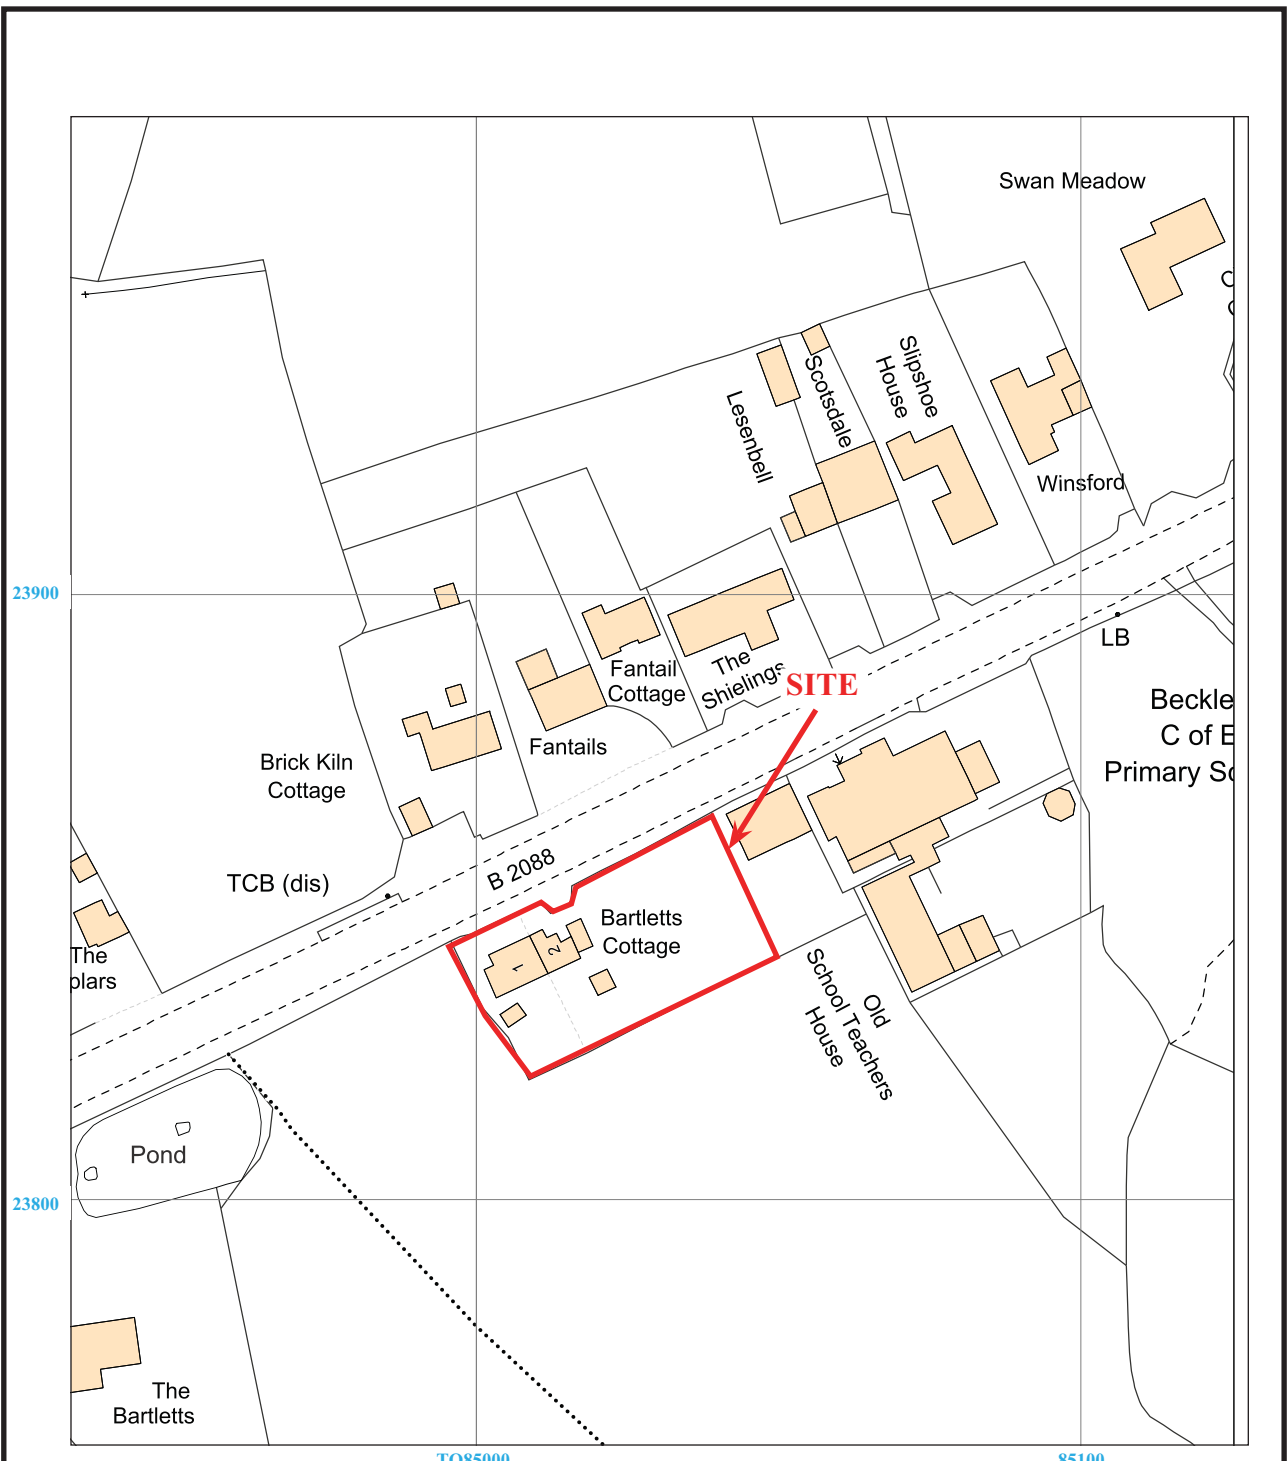 Swan Meadow
Slipshoe
House
Scotsdale
Lesenbell
Winsford
23900
LB
Fantail
Cottage
The
Shielings
SITE
Beckle
C of E
Primary Sc
Fantails
Brick Kiln
Cottage
B 2088
TCB (dis)
Bartletts
Cottage
1
2
The
plars
Old
School Teachers
House
Pond
23800
The
Bartletts
TQ85000
85100